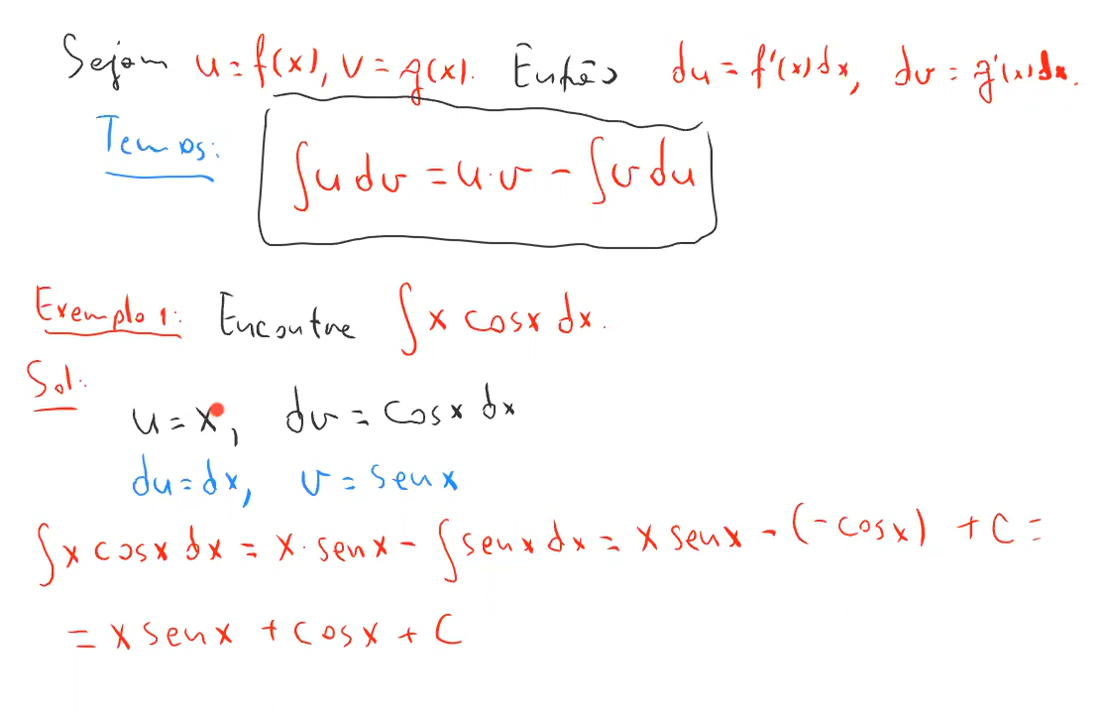 Sejam u = f(x), v = g(x). Então du = f'(x)dx, dv = g'(x)dx.
Temos:
∫u dv = u·v - ∫v du
Exemplo 1: Encontre ∫x cosx dx.
Sol:
u = x, dv = cosx dx
du = dx, v = senx
∫x cosx dx = x·senx - ∫senx dx = x senx - (-cosx) + C =
= x senx + cosx + C